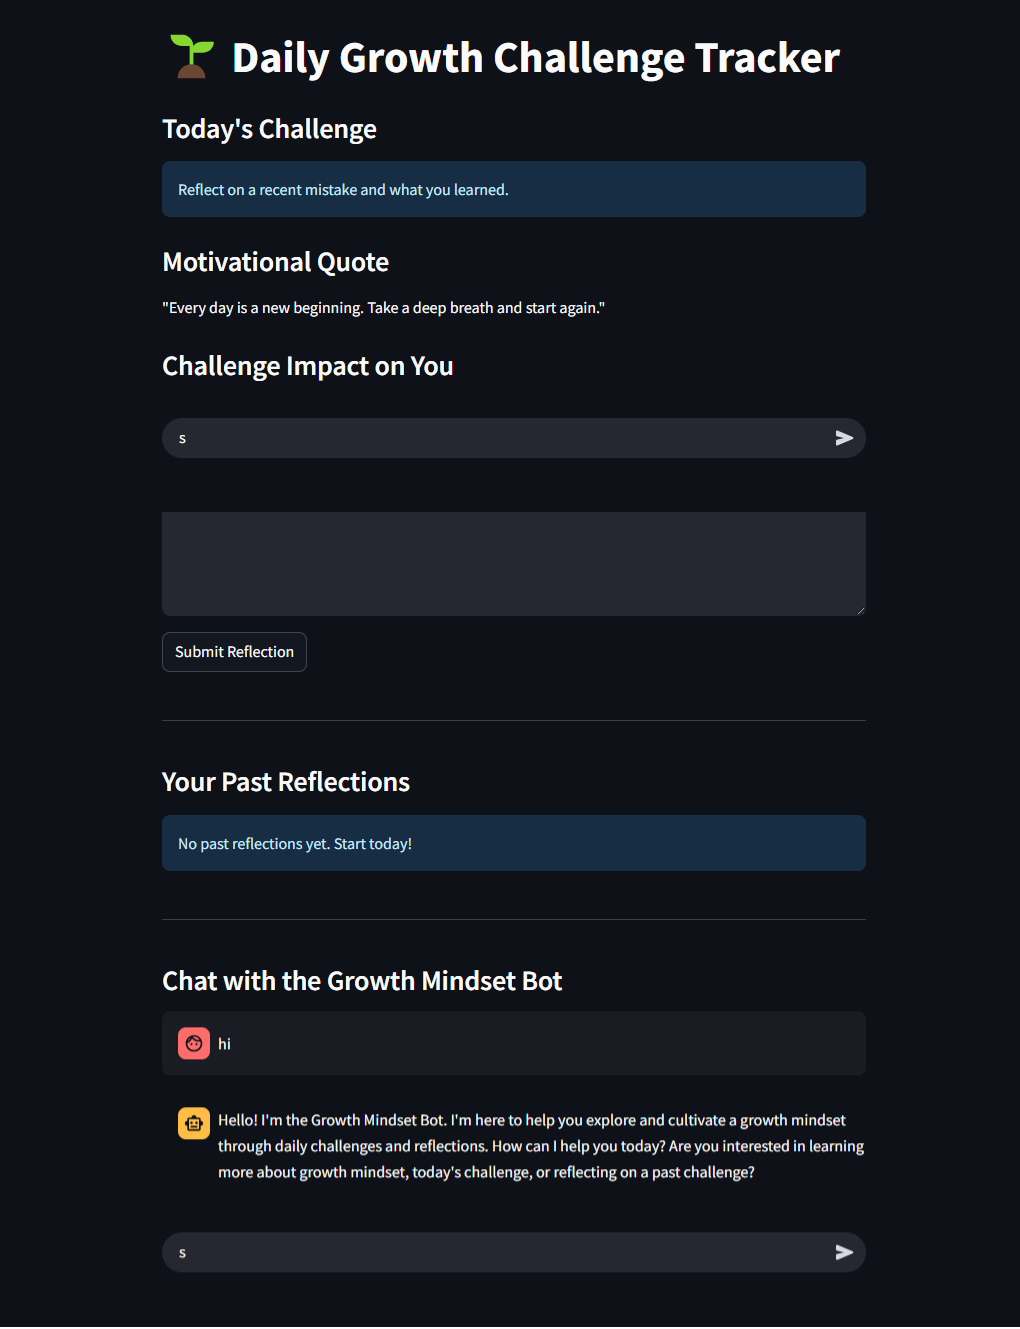 Daily Growth Challenge Tracker
Today's Challenge
Reflect on a recent mistake and what you learned.
Motivational Quote
"Every day is a new beginning. Take a deep breath and start again."
Challenge Impact on You
s
Submit Reflection
Your Past Reflections
No past reflections yet. Start today!
Chat with the Growth Mindset Bot
hi
Hello! I'm the Growth Mindset Bot. I'm here to help you explore and cultivate a growth mindset
through daily challenges and reflections. How can I help you today? Are you interested in learning
more about growth mindset, today's challenge, or reflecting on a past challenge?
s